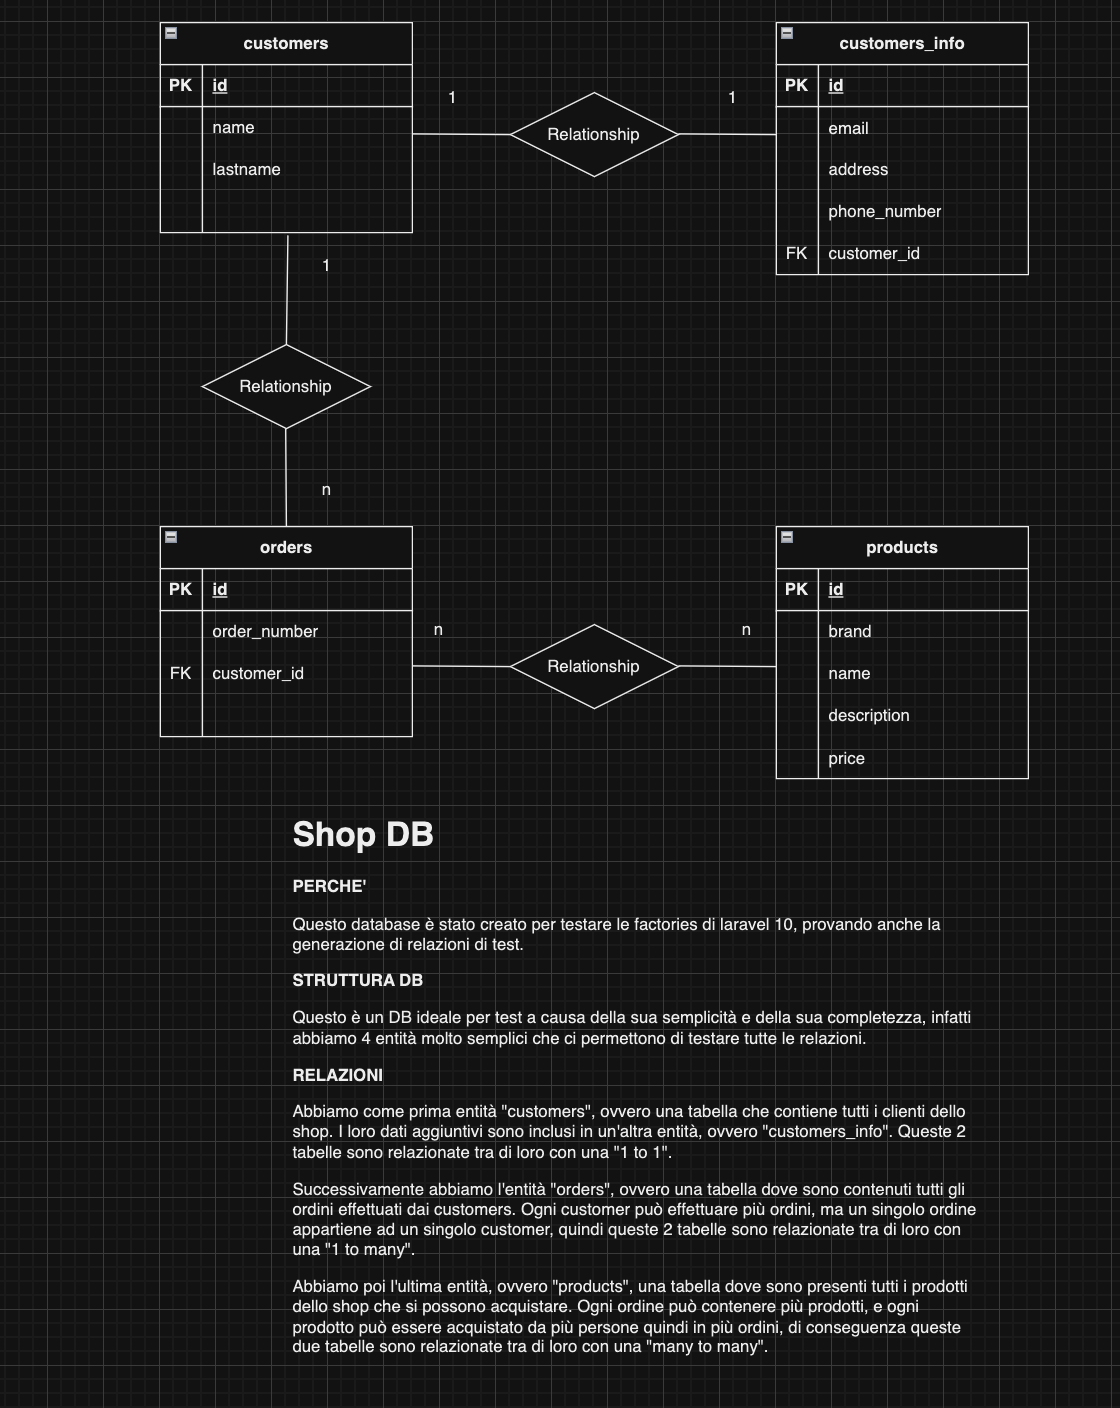 customers
PK id
name
lastname
1
Relationship
1
customers_info
PK id
email
address
phone_number
FK customer_id
1
Relationship
n
orders
PK id
order_number
FK customer_id
n
Relationship
n
products
PK id
brand
name
description
price
Shop DB
PERCHE'
Questo database è stato creato per testare le factories di laravel 10, provando anche la
generazione di relazioni di test.
STRUTTURA DB
Questo è un DB ideale per test a causa della sua semplicità e della sua completezza, infatti
abbiamo 4 entità molto semplici che ci permettono di testare tutte le relazioni.
RELAZIONI
Abbiamo come prima entità "customers", ovvero una tabella che contiene tutti i clienti dello
shop. I loro dati aggiuntivi sono inclusi in un'altra entità, ovvero "customers_info". Queste 2
tabelle sono relazionate tra di loro con una "1 to 1".
Successivamente abbiamo l'entità "orders", ovvero una tabella dove sono contenuti tutti gli
ordini effettuati dai customers. Ogni customer può effettuare più ordini, ma un singolo ordine
appartiene ad un singolo customer, quindi queste 2 tabelle sono relazionate tra di loro con
una "1 to many".
Abbiamo poi l'ultima entità, ovvero "products", una tabella dove sono presenti tutti i prodotti
dello shop che si possono acquistare. Ogni ordine può contenere più prodotti, e ogni
prodotto può essere acquistato da più persone quindi in più ordini, di conseguenza queste
due tabelle sono relazionate tra di loro con una "many to many".